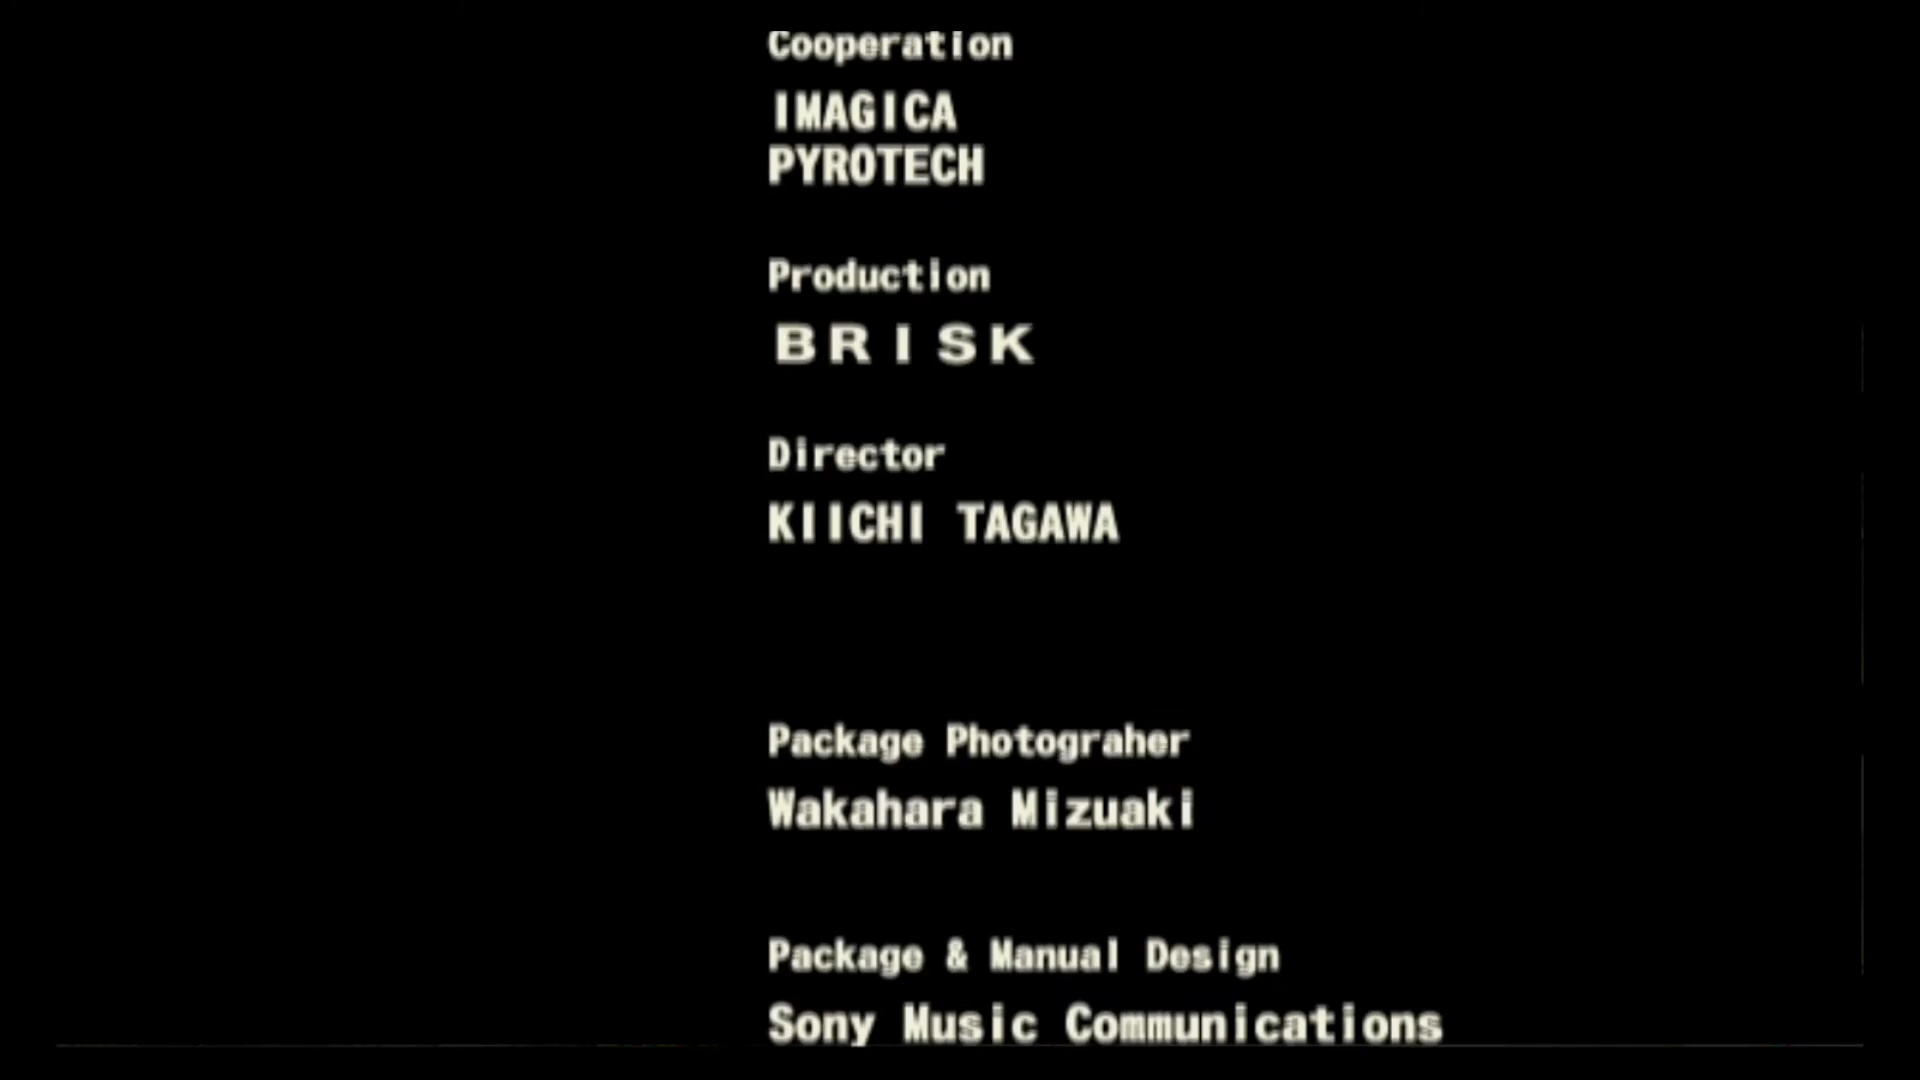 Cooperation
IMAGICA
PYROTECH
Production
BRISK
Director
KIICHI TAGAWA
Package Photograher
Wakahara Mizuaki
Package & Manual Design
Sony Music Communications